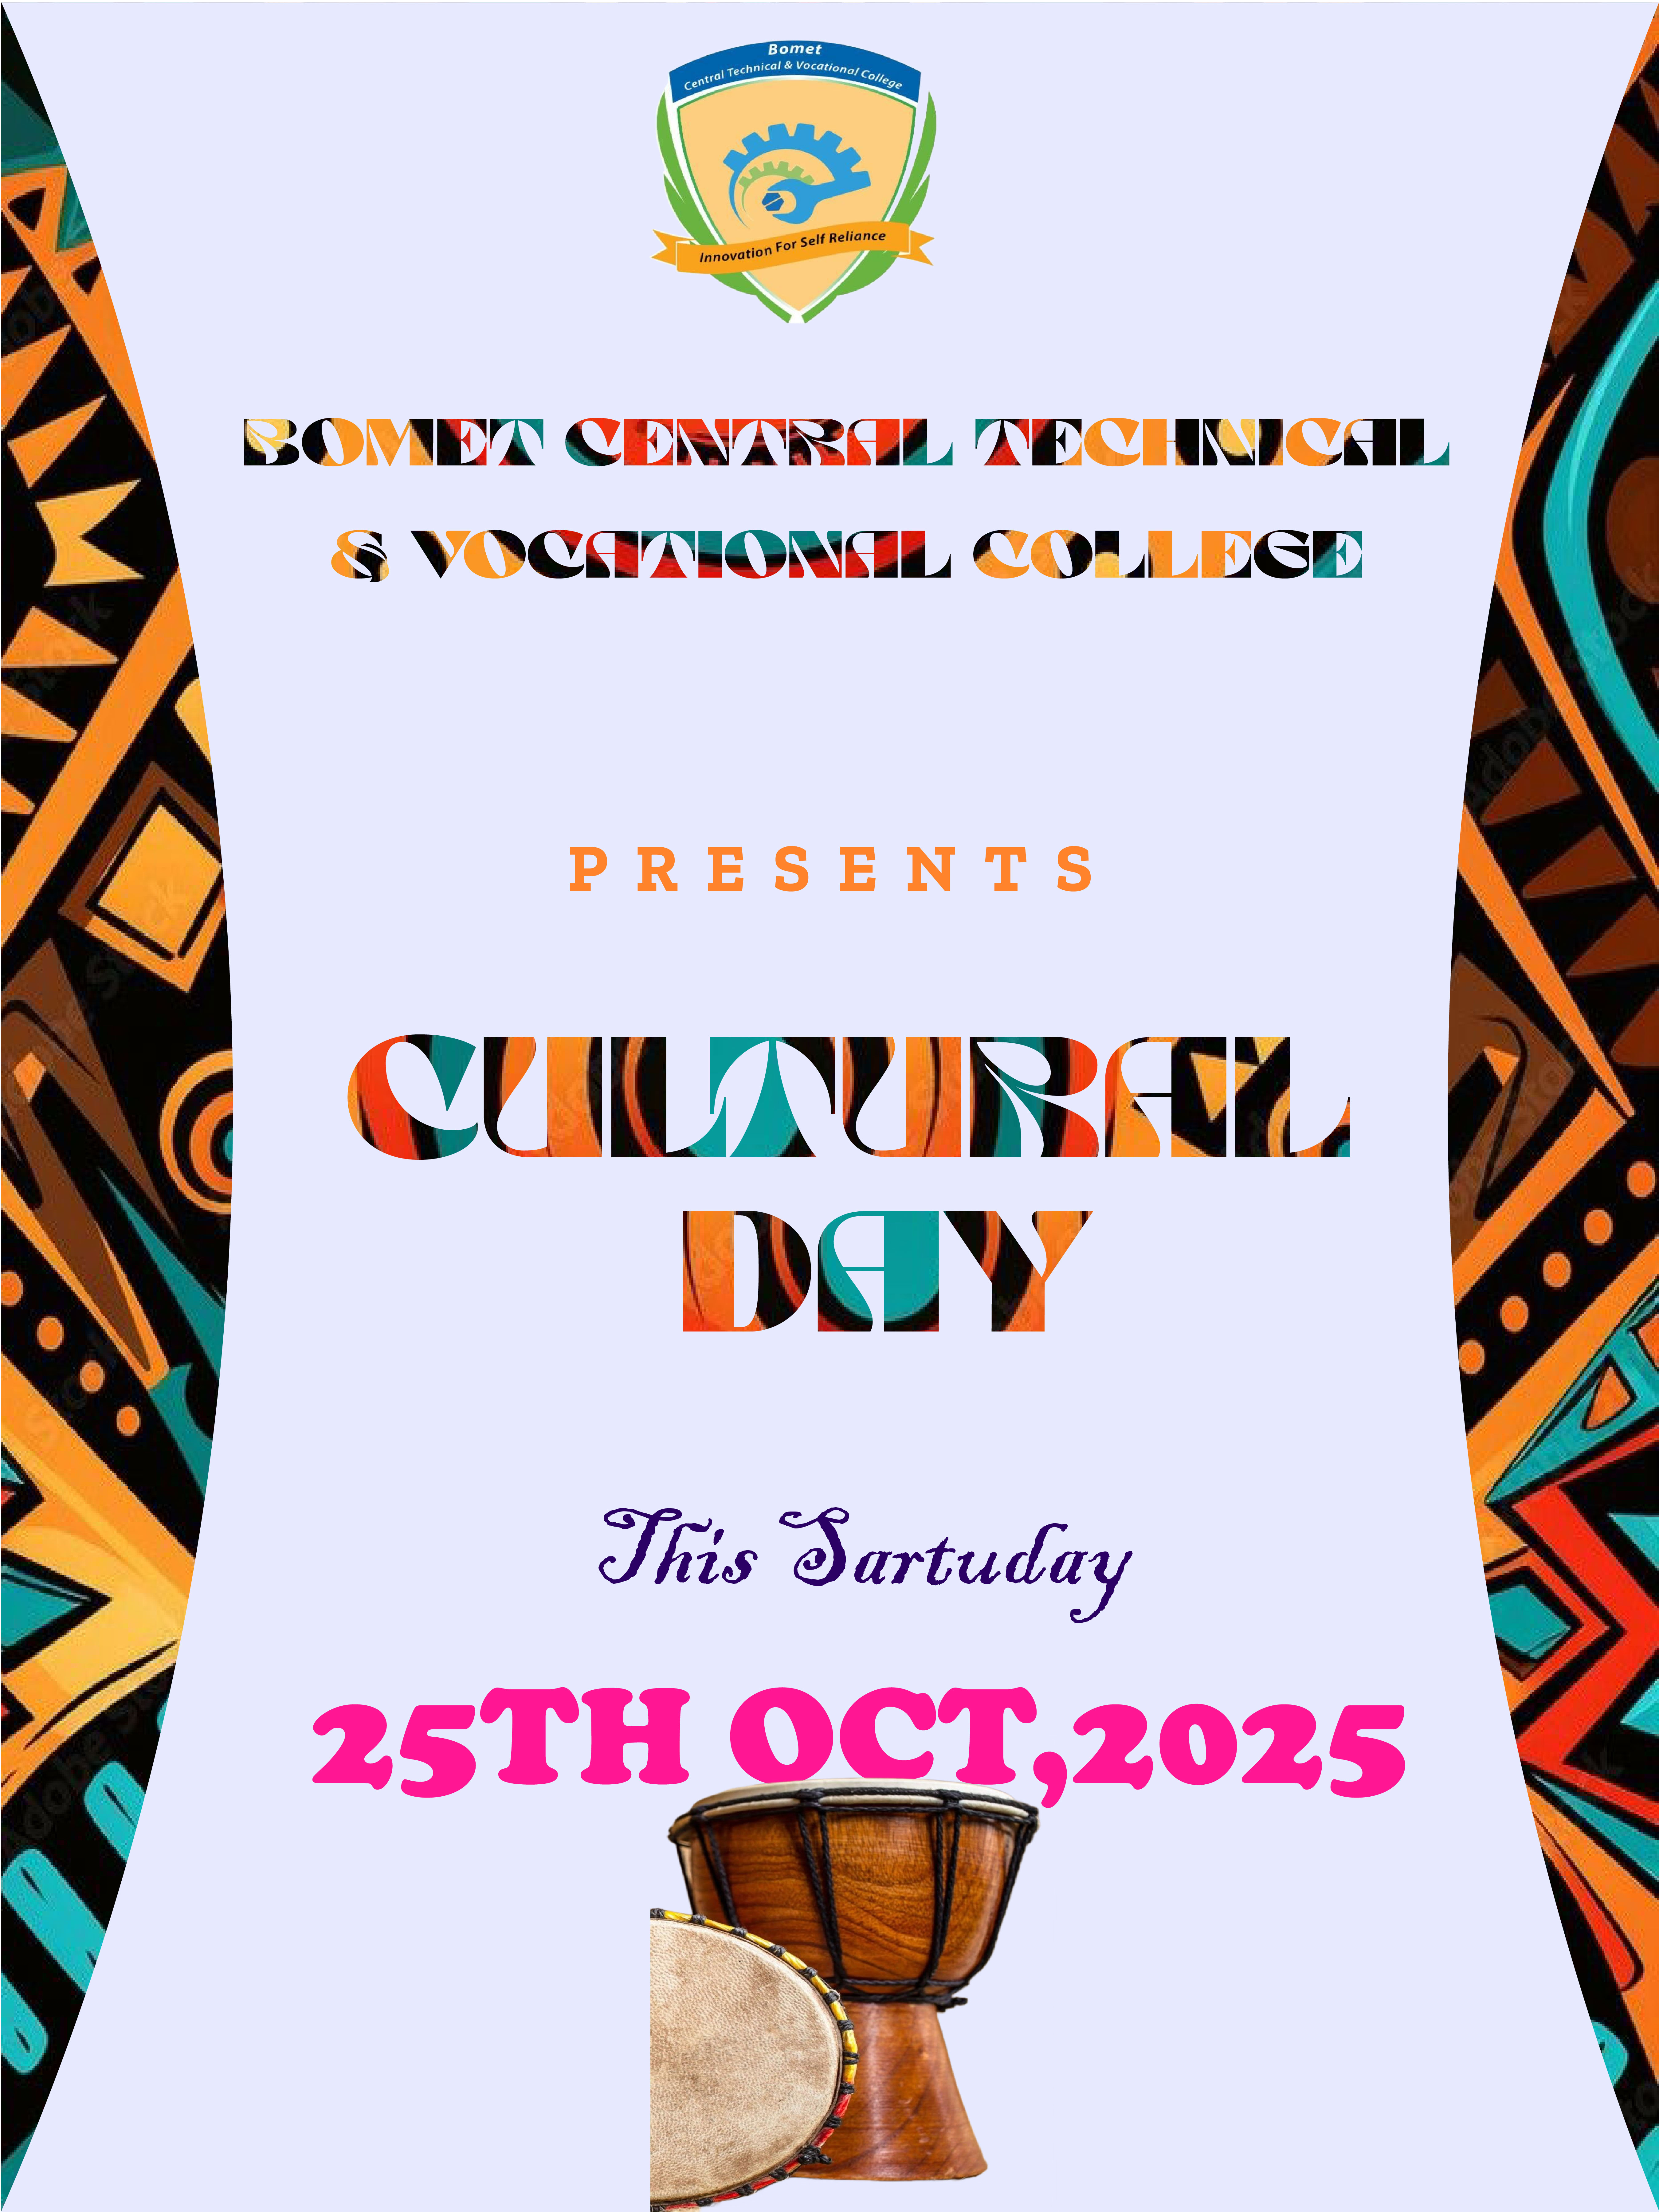 Bomet
Central Technical & Vocational College
Innovation For Self Reliance
BOMET CENTRAL TECHNICAL
& VOCATIONAL COLLEGE
PRESENTS
CULTURAL
DAY
This Sartuday
25TH OCT,2025